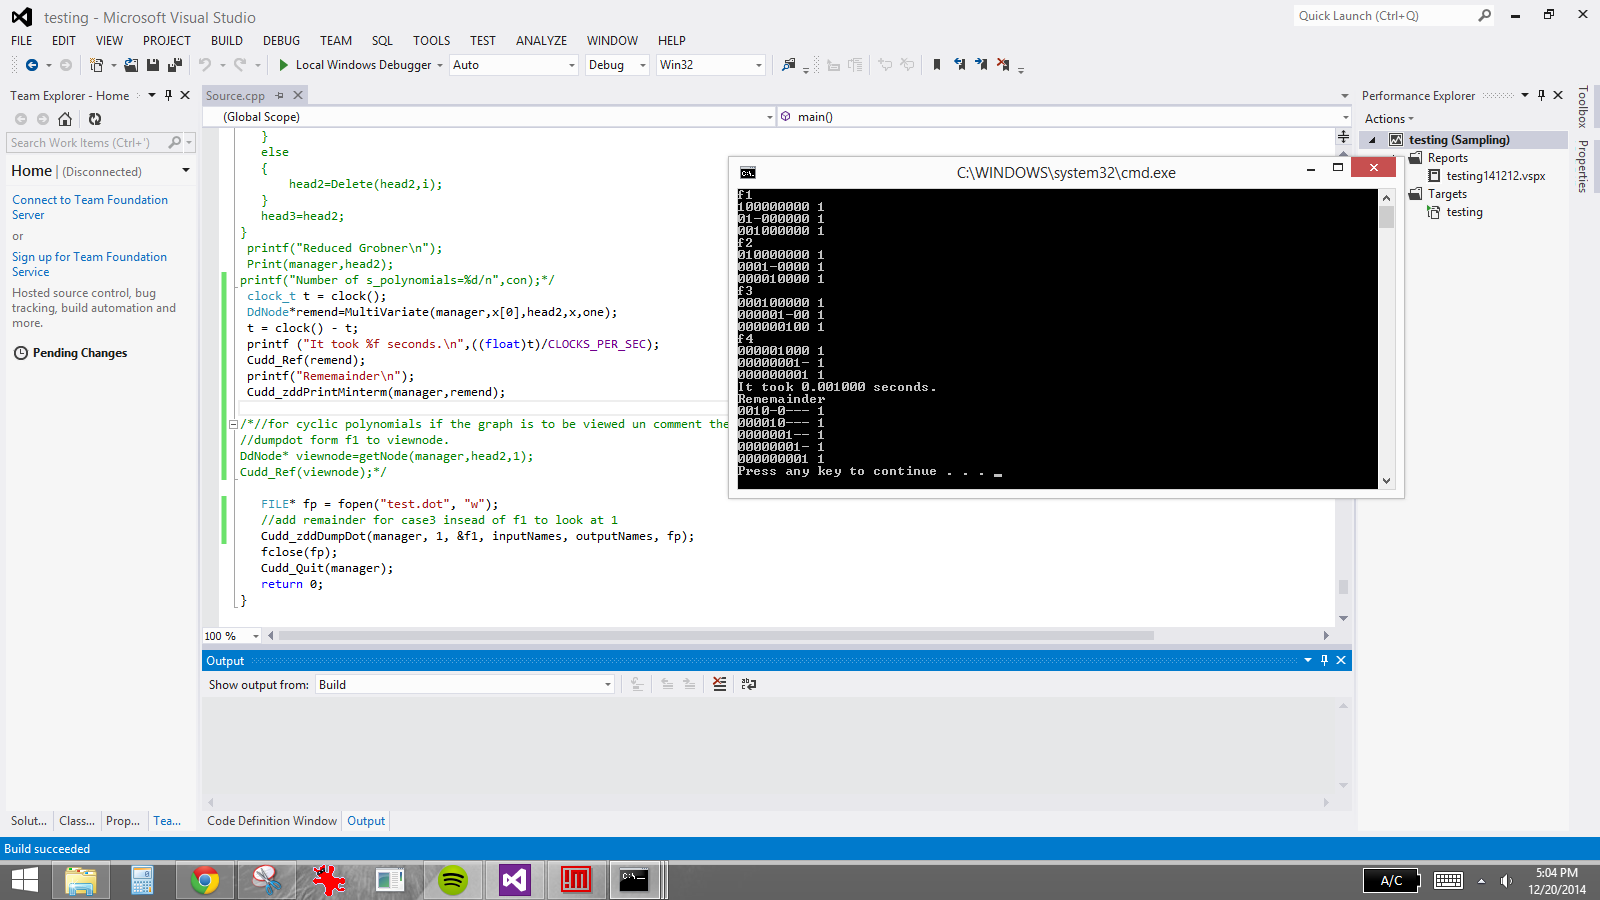 testing - Microsoft Visual Studio
Quick Launch (Ctrl+Q)
FILE EDIT VIEW PROJECT BUILD DEBUG TEAM SQL TOOLS TEST ANALYZE WINDOW HELP
Local Windows Debugger Auto Debug Win32
Team Explorer - Home
Search Work Items (Ctrl+')
Home | (Disconnected)
Connect to Team Foundation
Server
or
Sign up for Team Foundation
Service
Hosted source control, bug
tracking, build automation and
more.
Pending Changes
Solut... Class... Prop... Tea...
Source.cpp
(Global Scope) main()
}
else
{
head2=Delete(head2,i);
}
head3=head2;
}
printf("Reduced Grobner\n");
Print(manager,head2);
printf("Number of s_polynomials=%d/n",con);*/
clock_t t = clock();
DdNode*remend=MultiVariate(manager,x[0],head2,x,one);
t = clock() - t;
printf ("It took %f seconds.\n",((float)t)/CLOCKS_PER_SEC);
Cudd_Ref(remend);
printf("Rememainder\n");
Cudd_zddPrintMinterm(manager,remend);
/*//for cyclic polynomials if the graph is to be viewed un comment the
//dumpdot form f1 to viewnode.
DdNode* viewnode=getNode(manager,head2,1);
Cudd_Ref(viewnode);*/
FILE* fp = fopen("test.dot", "w");
//add remainder for case3 insead of f1 to look at 1
Cudd_zddDumpDot(manager, 1, &f1, inputNames, outputNames, fp);
fclose(fp);
Cudd_Quit(manager);
return 0;
}
100 %
C:\WINDOWS\system32\cmd.exe
f1
100000000 1
01-000000 1
001000000 1
f2
010000000 1
0001-0000 1
000010000 1
f3
000100000 1
000001-00 1
000000100 1
f4
000001000 1
00000001- 1
000000001 1
It took 0.001000 seconds.
Rememainder
0010-0--- 1
000010--- 1
0000001-- 1
00000001- 1
000000001 1
Press any key to continue . . . _
Performance Explorer
Actions
testing (Sampling)
Reports
testing141212.vspx
Targets
testing
Toolbox
Properties
Output
Show output from: Build
Code Definition Window Output
Build succeeded
A/C
5:04 PM
12/20/2014